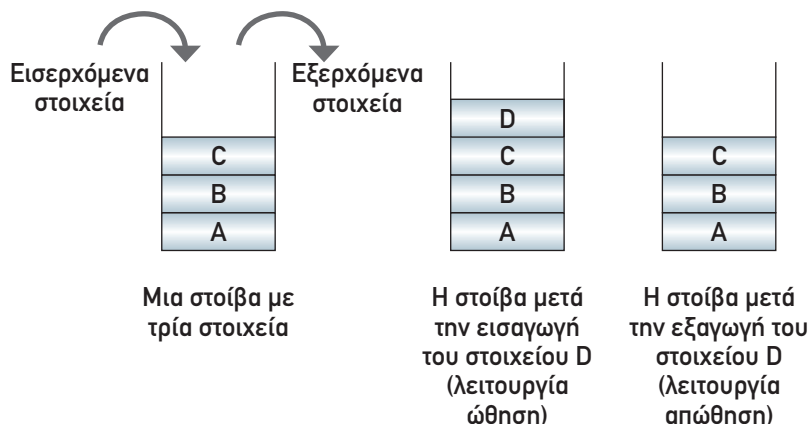 Εισερχόμενα
στοιχεία
Εξερχόμενα
στοιχεία
C
B
A
Μια στοίβα με
τρία στοιχεία
D
C
B
A
Η στοίβα μετά
την εισαγωγή
του στοιχείου D
(λειτουργία
ώθηση)
C
B
A
Η στοίβα μετά
την εξαγωγή του
στοιχείου D
(λειτουργία
απώθηση)